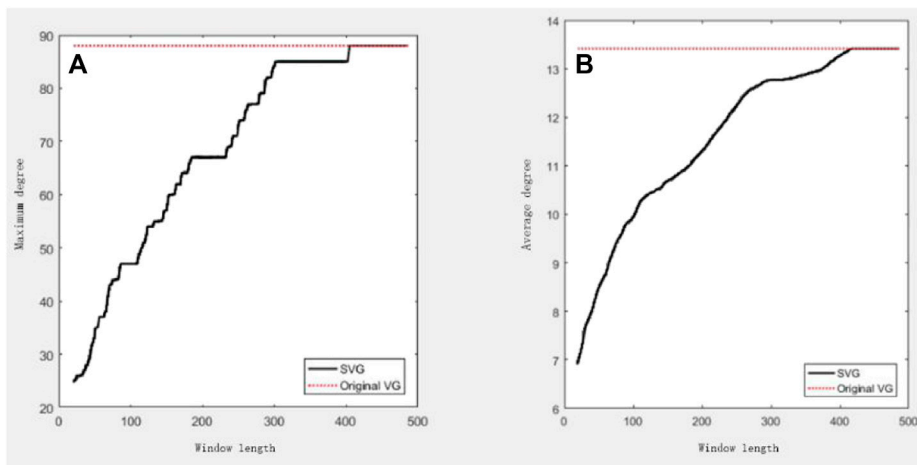 A
Maximum degree
90
80
70
60
50
40
30
20
0
100
200
300
400
500
Window length
SVG
Original VG
B
Average degree
14
13
12
11
10
9
8
7
6
0
100
200
300
400
500
Window length
SVG
Original VG